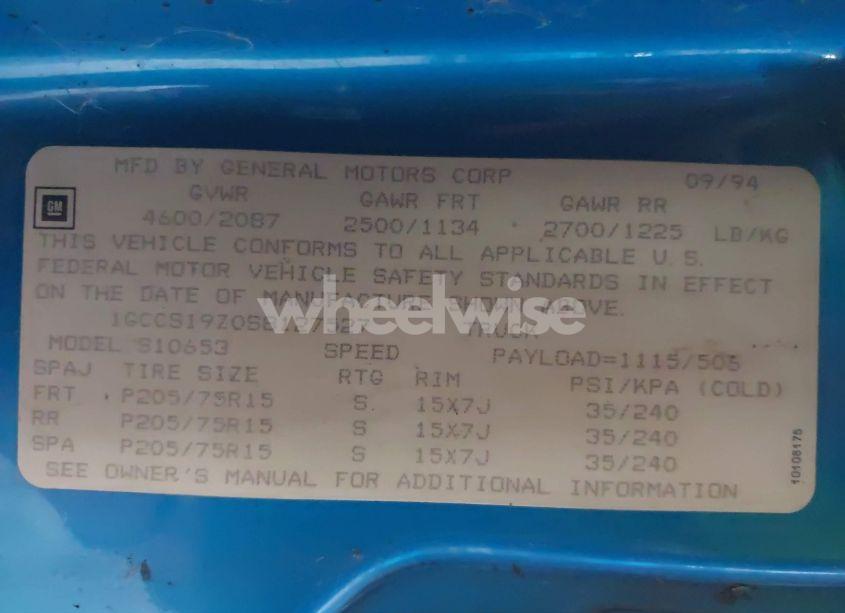 MFD BY GENERAL MOTORS CORP 09/94
GM
GVWR GAWR FRT GAWR RR
4600/2087 2500/1134 2700/1225 LB/KG
THIS VEHICLE CONFORMS TO ALL APPLICABLE U.S.
FEDERAL MOTOR VEHICLE SAFETY STANDARDS IN EFFECT
ON THE DATE OF MANUFACTURE SHOWN ABOVE.
wheelwise
TRUCK
MODEL S10653 SPEED PAYLOAD=1115/505
SPAJ TIRE SIZE RTG RIM PSI/KPA (COLD)
FRT P205/75R15 S 15X7J 35/240
RR P205/75R15 S 15X7J 35/240
SPA P205/75R15 S 15X7J 35/240
SEE OWNER'S MANUAL FOR ADDITIONAL INFORMATION
10108175